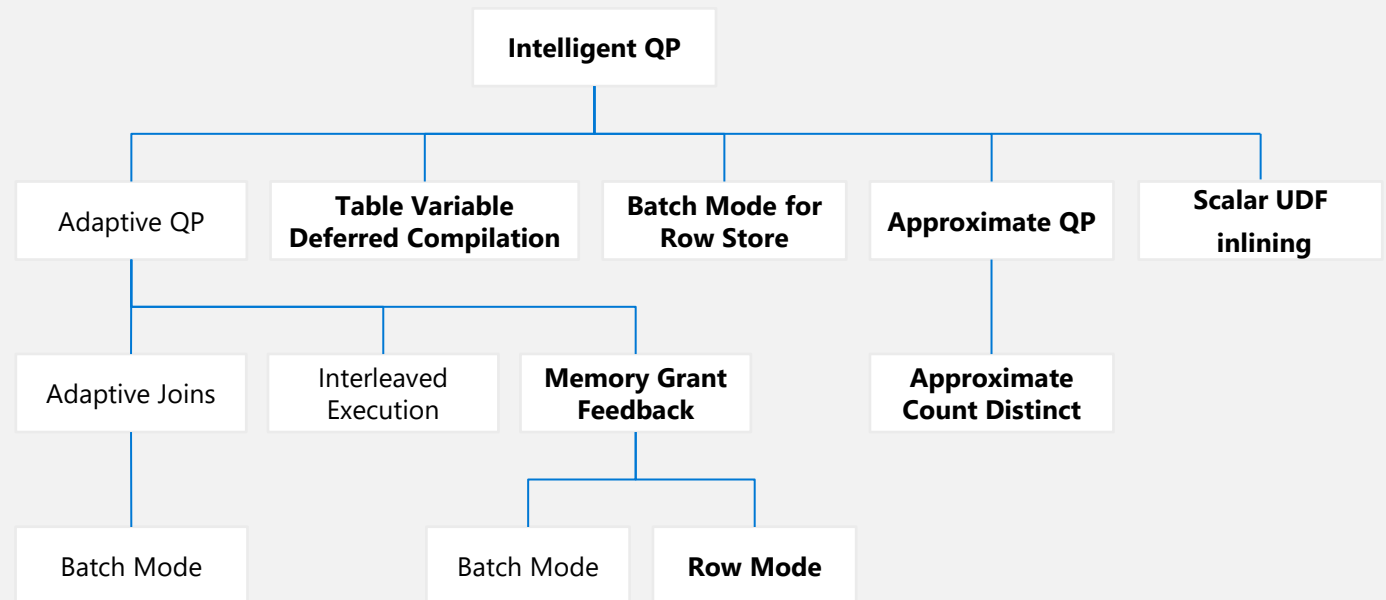 Intelligent QP
Adaptive QP
Table Variable
Deferred Compilation
Batch Mode for
Row Store
Approximate QP
Scalar UDF
inlining
Adaptive Joins
Interleaved
Execution
Memory Grant
Feedback
Approximate
Count Distinct
Batch Mode
Batch Mode
Row Mode